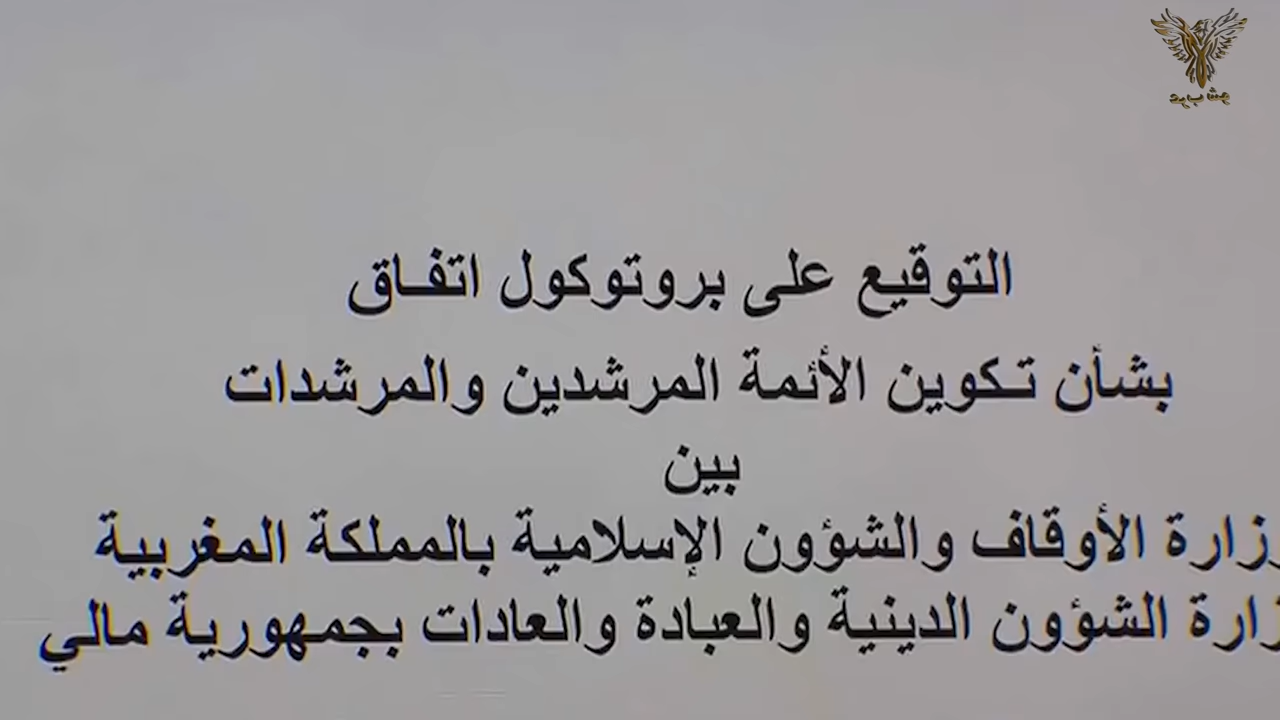 التوقيع على بروتوكول اتفاق
بشأن تكوين الأئمة المرشدين والمرشدات
بين
وزارة الأوقاف والشؤون الإسلامية بالمملكة المغربية
زارة الشؤون الدينية والعبادة والعادات بجمهورية مالي